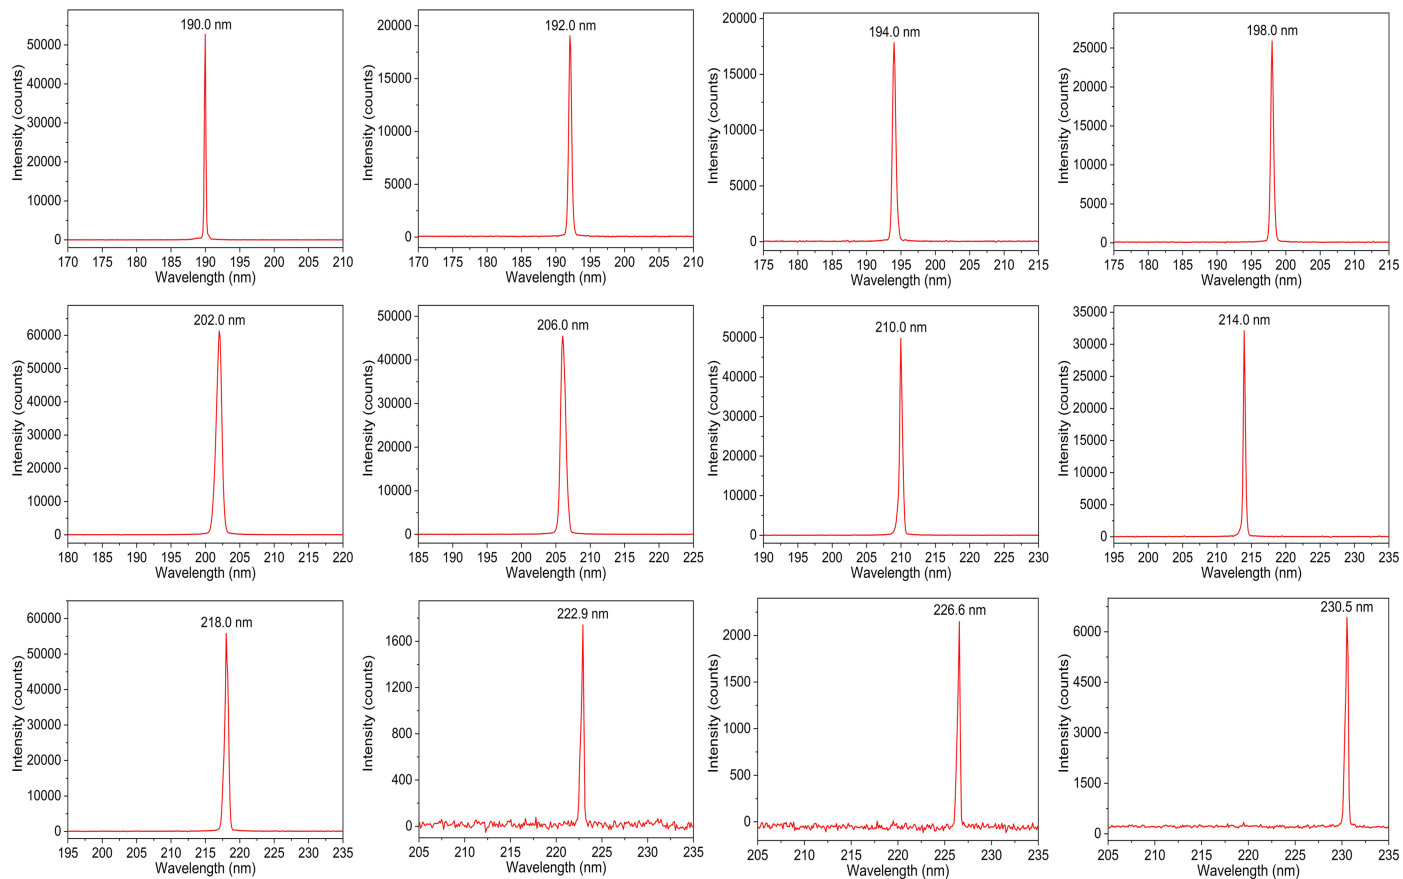 190.0 nm
Intensity (counts)
50000
40000
30000
20000
10000
0
170 175 180 185 190 195 200 205 210
Wavelength (nm)
192.0 nm
Intensity (counts)
20000
15000
10000
5000
0
170 175 180 185 190 195 200 205 210
Wavelength (nm)
194.0 nm
Intensity (counts)
20000
15000
10000
5000
0
175 180 185 190 195 200 205 210 215
Wavelength (nm)
198.0 nm
Intensity (counts)
25000
20000
15000
10000
5000
0
175 180 185 190 195 200 205 210 215
Wavelength (nm)
202.0 nm
Intensity (counts)
60000
50000
40000
30000
20000
10000
0
180 185 190 195 200 205 210 215 220
Wavelength (nm)
206.0 nm
Intensity (counts)
50000
40000
30000
20000
10000
0
185 190 195 200 205 210 215 220 225
Wavelength (nm)
210.0 nm
Intensity (counts)
50000
40000
30000
20000
10000
0
190 195 200 205 210 215 220 225 230
Wavelength (nm)
214.0 nm
Intensity (counts)
35000
30000
25000
20000
15000
10000
5000
0
195 200 205 210 215 220 225 230 235
Wavelength (nm)
218.0 nm
Intensity (counts)
60000
50000
40000
30000
20000
10000
0
195 200 205 210 215 220 225 230 235
Wavelength (nm)
222.9 nm
Intensity (counts)
1600
1200
800
400
0
205 210 215 220 225 230 235
Wavelength (nm)
226.6 nm
Intensity (counts)
2000
1500
1000
500
0
205 210 215 220 225 230 235
Wavelength (nm)
230.5 nm
Intensity (counts)
6000
4500
3000
1500
0
205 210 215 220 225 230 235
Wavelength (nm)